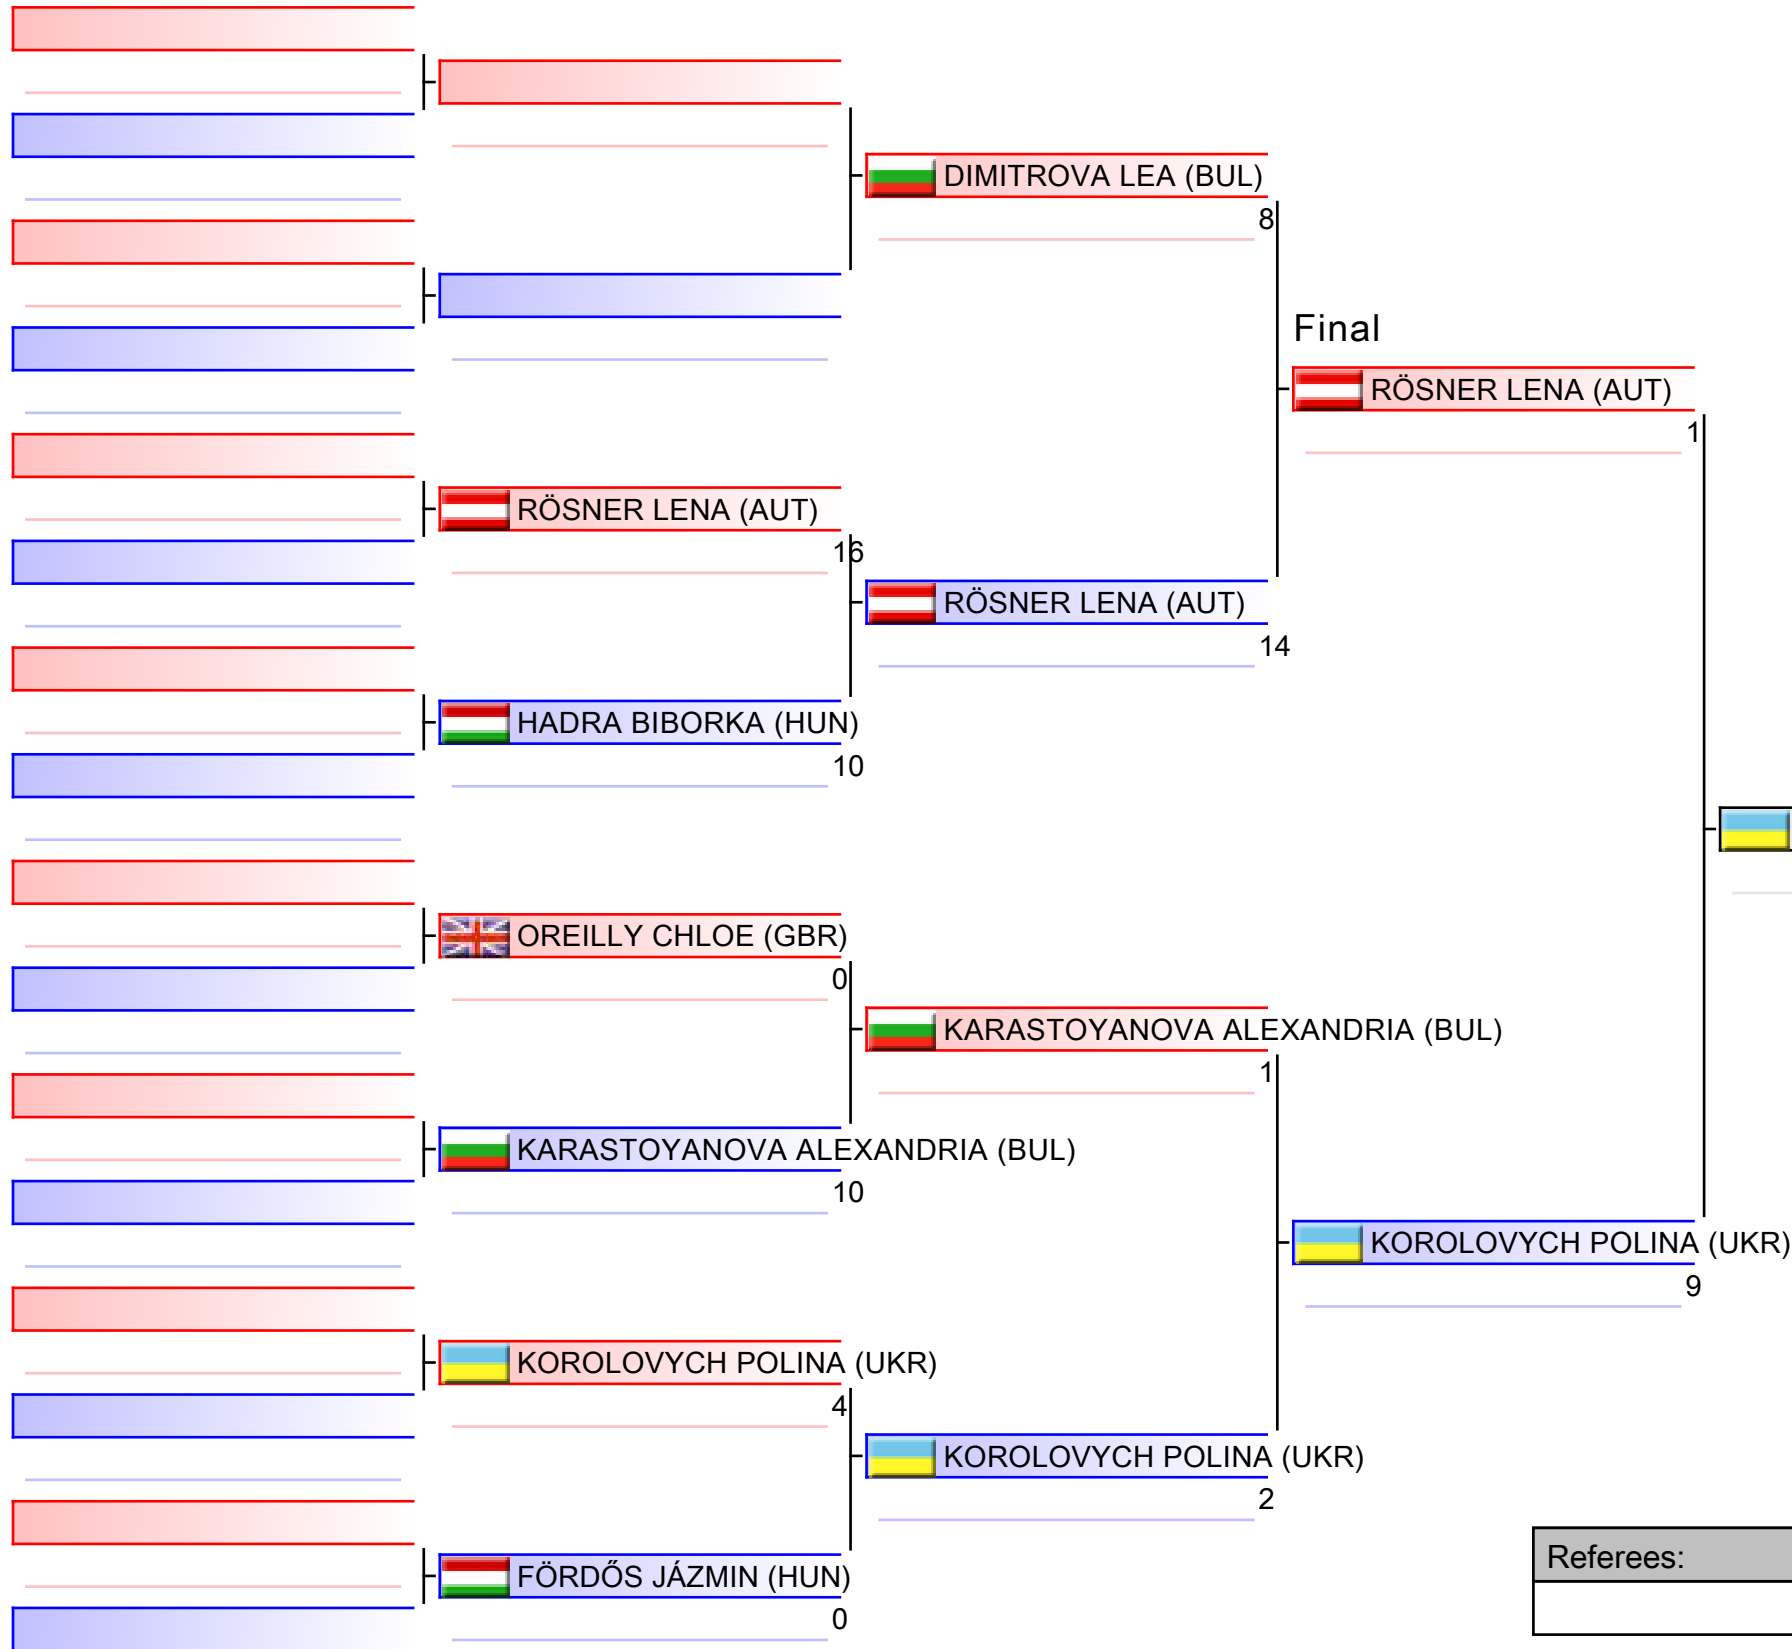 DIMITROVA LEA (BUL)
8
Final
RÖSNER LENA (AUT)
1
RÖSNER LENA (AUT)
16
RÖSNER LENA (AUT)
14
HADRA BIBORKA (HUN)
10
OREILLY CHLOE (GBR)
0
KARASTOYANOVA ALEXANDRIA (BUL)
1
KARASTOYANOVA ALEXANDRIA (BUL)
10
KOROLOVYCH POLINA (UKR)
9
KOROLOVYCH POLINA (UKR)
4
KOROLOVYCH POLINA (UKR)
2
FÖRDŐS JÁZMIN (HUN)
0
Referees: